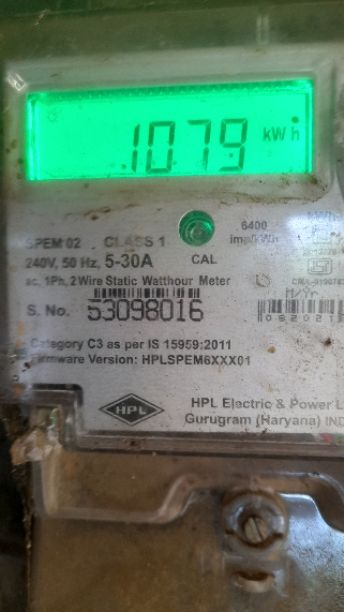 1079 kWh
SPEM 02 CLASS 1
6400
imp/kWh
240V, 50 Hz, 5-30A CAL
ac, 1Ph, 2 Wire Static Watthour Meter
S. No. 53098016
M/Yr
082021
Category C3 as per IS 15959:2011
Firmware Version: HPLSPEM6XXX01
HPL
HPL Electric & Power
Gurugram (Haryana)